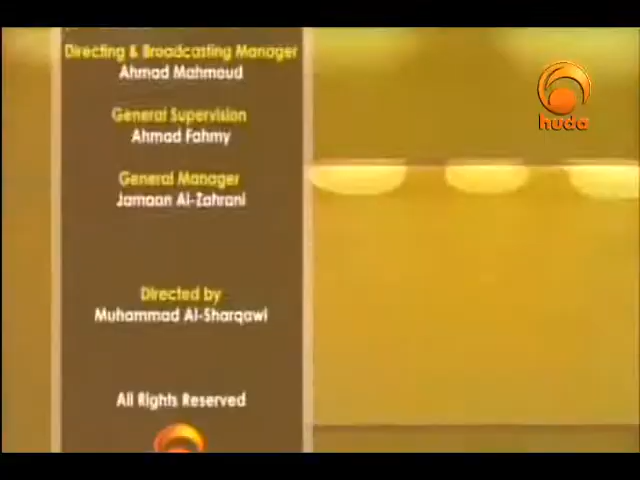 Directing & Broadcasting Manager
Ahmad Mahmoud
General Supervision
Ahmad Fahmy
General Manager
Jamaan Al-Zahrani
Directed by
Muhammad Al-Sharqawi
All Rights Reserved
huda